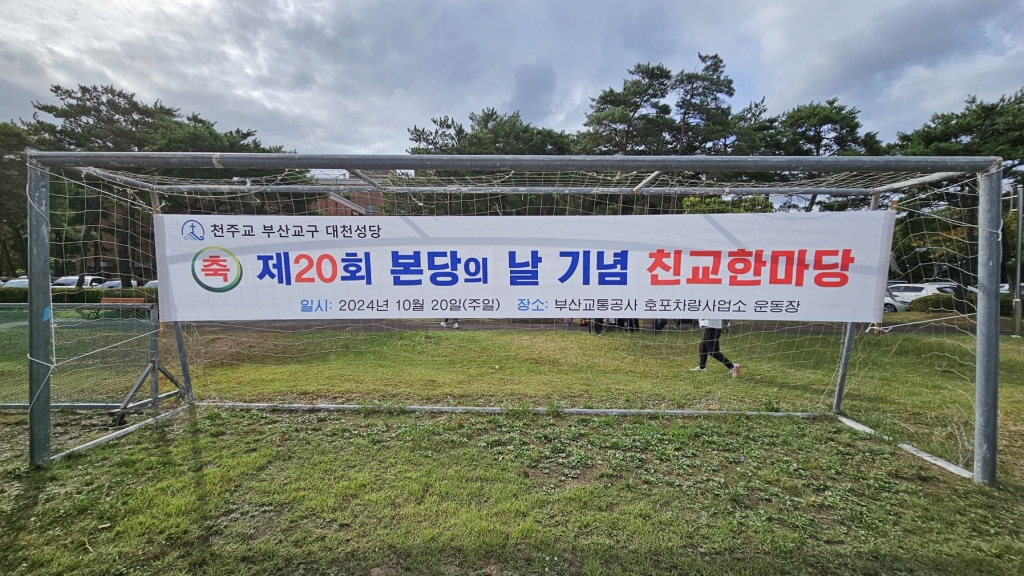 천주교 부산교구 대천성당
축 제20회 본당의 날 기념 친교한마당
일시: 2024년 10월 20일(주일) 장소: 부산교통공사 호포차량사업소 운동장